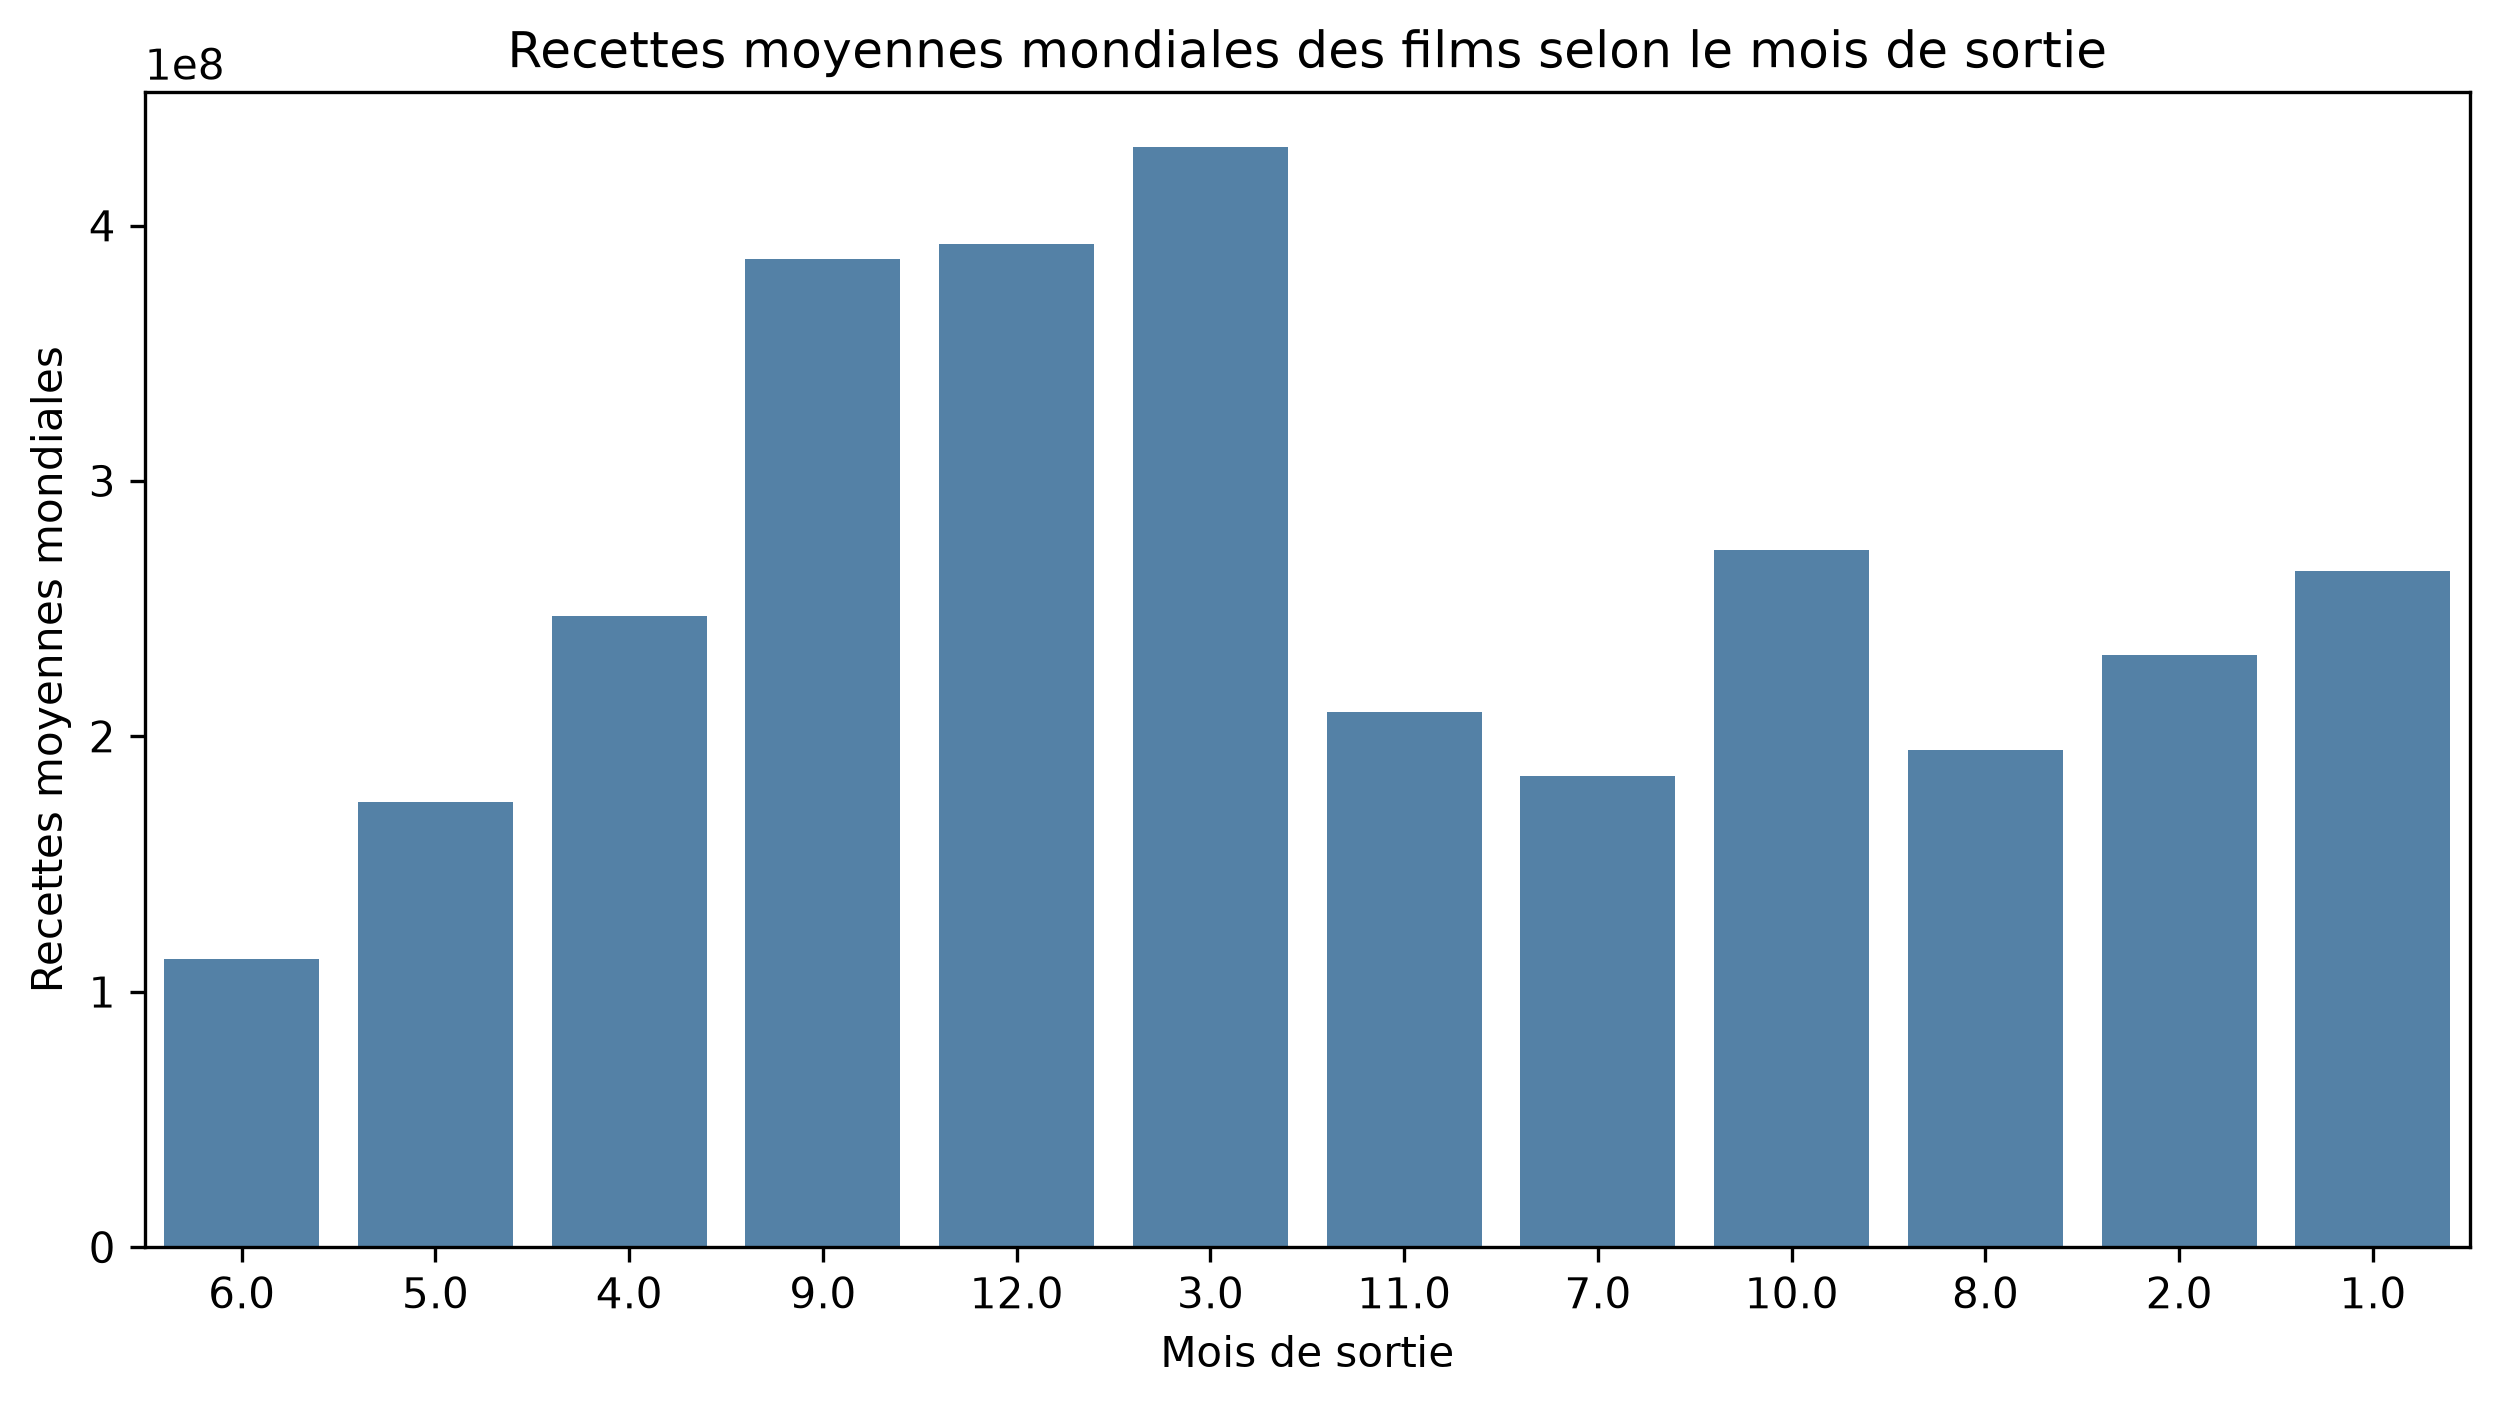 Recettes moyennes mondiales des films selon le mois de sortie
1e8
4
3
2
1
0
Recettes moyennes mondiales
6.0 5.0 4.0 9.0 12.0 3.0 11.0 7.0 10.0 8.0 2.0 1.0
Mois de sortie